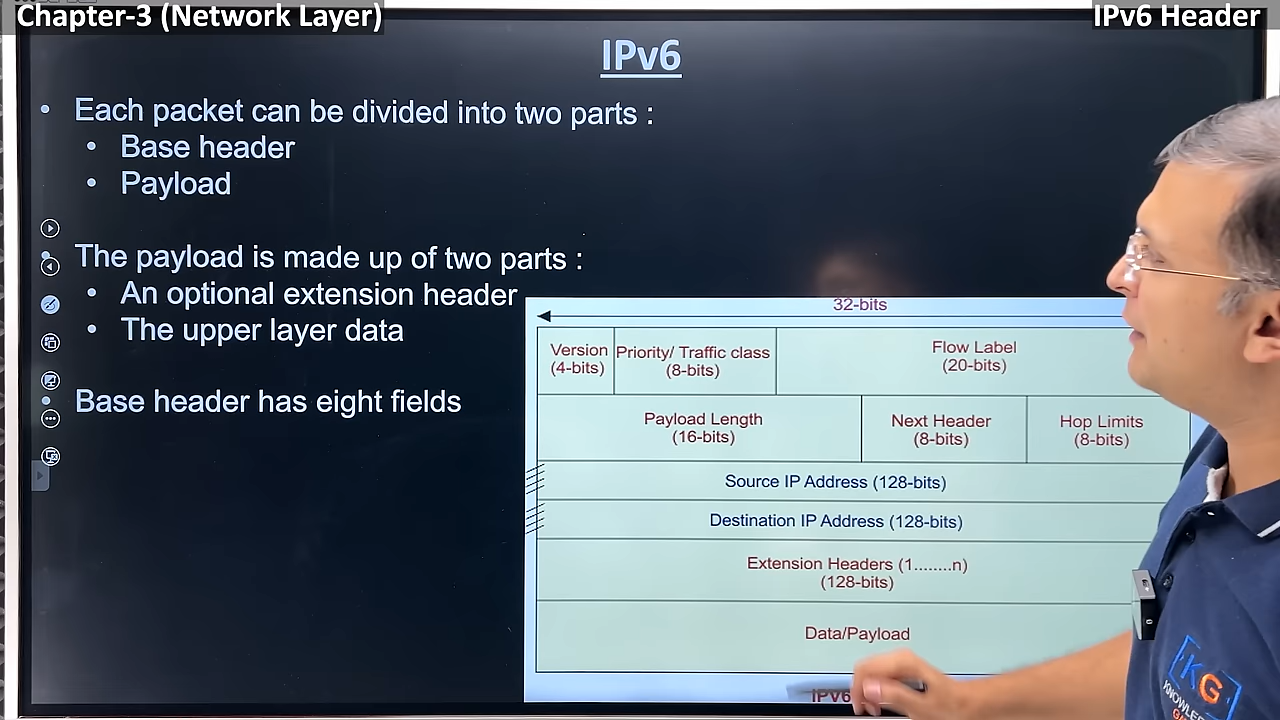 Chapter-3 (Network Layer)
IPv6 Header
IPv6
• Each packet can be divided into two parts :
• Base header
• Payload
• The payload is made up of two parts :
• An optional extension header
• The upper layer data
• Base header has eight fields
32-bits
Version
(4-bits)
Priority/ Traffic class
(8-bits)
Flow Label
(20-bits)
Payload Length
(16-bits)
Next Header
(8-bits)
Hop Limits
(8-bits)
Source IP Address (128-bits)
Destination IP Address (128-bits)
Extension Headers (1........n)
(128-bits)
Data/Payload
IPV6
KG